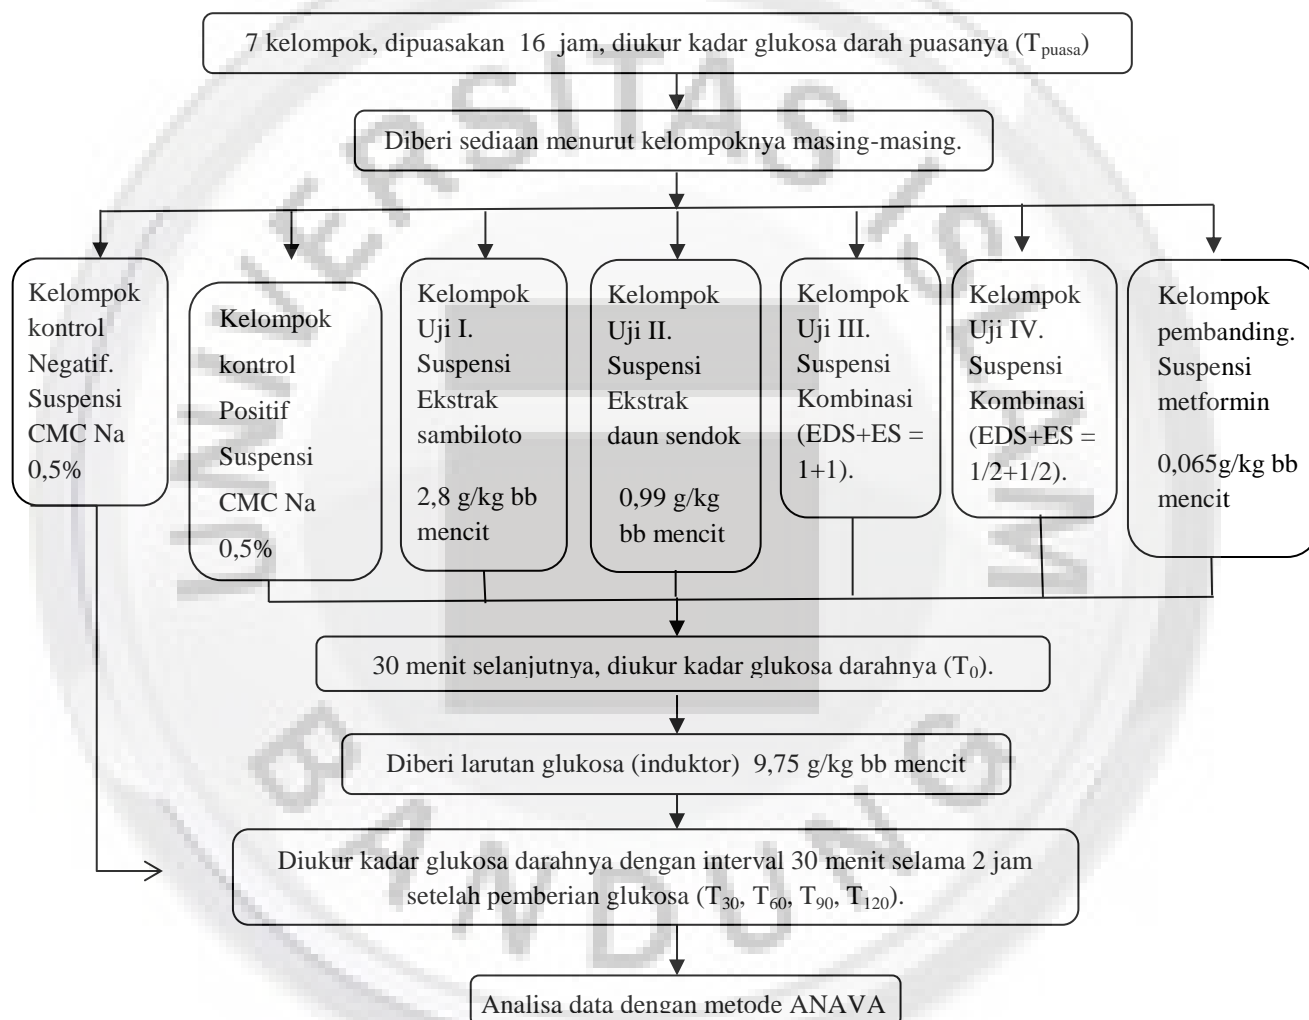 7 kelompok, dipuasakan 16 jam, diukur kadar glukosa darah puasanya (Tpuasa)
Diberi sediaan menurut kelompoknya masing-masing.
Kelompok
kontrol
Negatif.
Suspensi
CMC Na
0,5%
Kelompok
kontrol
Positif
Suspensi
CMC Na
0,5%
Kelompok
Uji I.
Suspensi
Ekstrak
sambiloto
2,8 g/kg bb
mencit
Kelompok
Uji II.
Suspensi
Ekstrak
daun sendok
0,99 g/kg
bb mencit
Kelompok
Uji III.
Suspensi
Kombinasi
(EDS+ES =
1+1).
Kelompok
Uji IV.
Suspensi
Kombinasi
(EDS+ES =
1/2+1/2).
Kelompok
pembanding.
Suspensi
metformin
0,065g/kg bb
mencit
30 menit selanjutnya, diukur kadar glukosa darahnya (T0).
Diberi larutan glukosa (induktor) 9,75 g/kg bb mencit
Diukur kadar glukosa darahnya dengan interval 30 menit selama 2 jam
setelah pemberian glukosa (T30, T60, T90, T120).
Analisa data dengan metode ANAVA
UNIVERSITAS ISLAM
BANDUNG